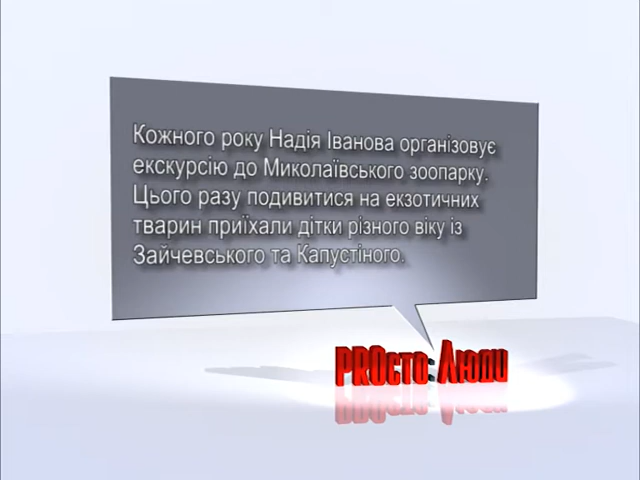 Кожного року Надія Іванова організовує
екскурсію до Миколаївського зоопарку.
Цього разу подивитися на екзотичних
тварин приїхали дітки різного віку із
Зайчевського та Капустіного.
PROсто: Люди